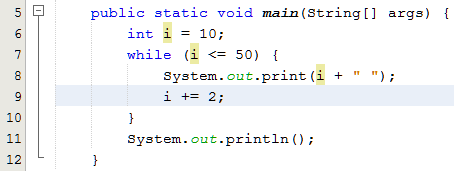 5 public static void main(String[] args) {
6 int i = 10;
7 while (i <= 50) {
8 System.out.print(i + " ");
9 i += 2;
10 }
11 System.out.println();
12 }